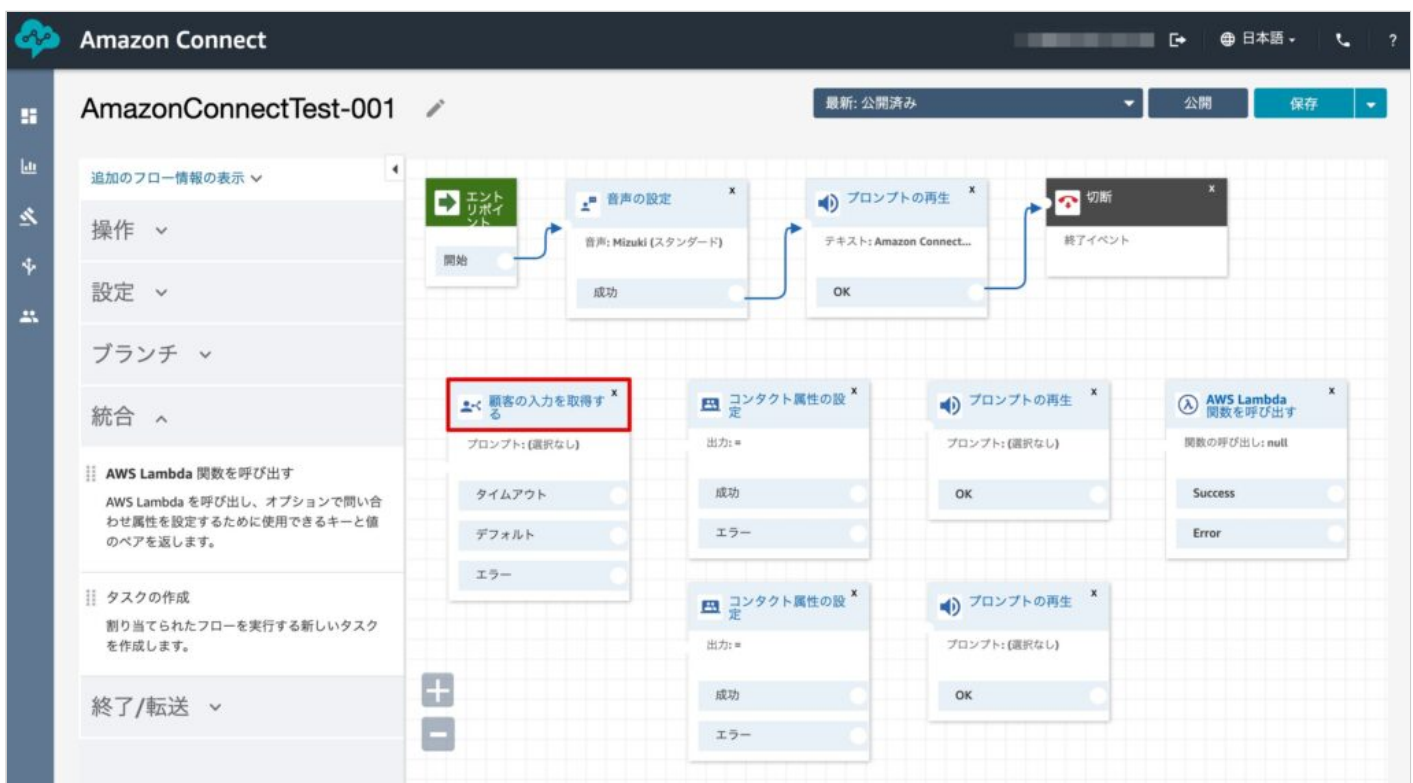 Amazon Connect
日本語
?
AmazonConnectTest-001
最新: 公開済み
公開
保存
追加のフロー情報の表示
操作
設定
ブランチ
統合
AWS Lambda 関数を呼び出す
AWS Lambda を呼び出し、オプションで問い合
わせ属性を設定するために使用できるキーと値
のペアを返します。
タスクの作成
割り当てられたフローを実行する新しいタスク
を作成します。
終了/転送
エント
リポイ
ント
開始
音声の設定
x
音声: Mizuki (スタンダード)
成功
プロンプトの再生
x
テキスト: Amazon Connect...
OK
切断
x
終了イベント
顧客の入力を取得す
る
x
プロンプト: (選択なし)
タイムアウト
デフォルト
エラー
コンタクト属性の設
定
x
出力: =
成功
エラー
プロンプトの再生
x
プロンプト: (選択なし)
OK
AWS Lambda
関数を呼び出す
x
関数の呼び出し: null
Success
Error
コンタクト属性の設
定
x
出力: =
成功
エラー
プロンプトの再生
x
プロンプト: (選択なし)
OK